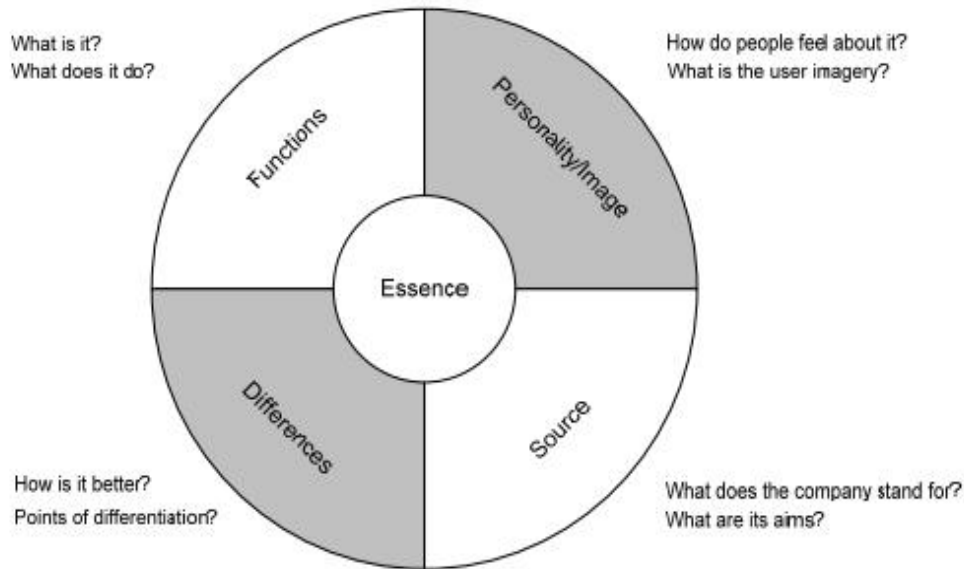 What is it?
What does it do?
How do people feel about it?
What is the user imagery?
Functions
Personality/Image
Essence
Differences
Source
How is it better?
Points of differentiation?
What does the company stand for?
What are its aims?